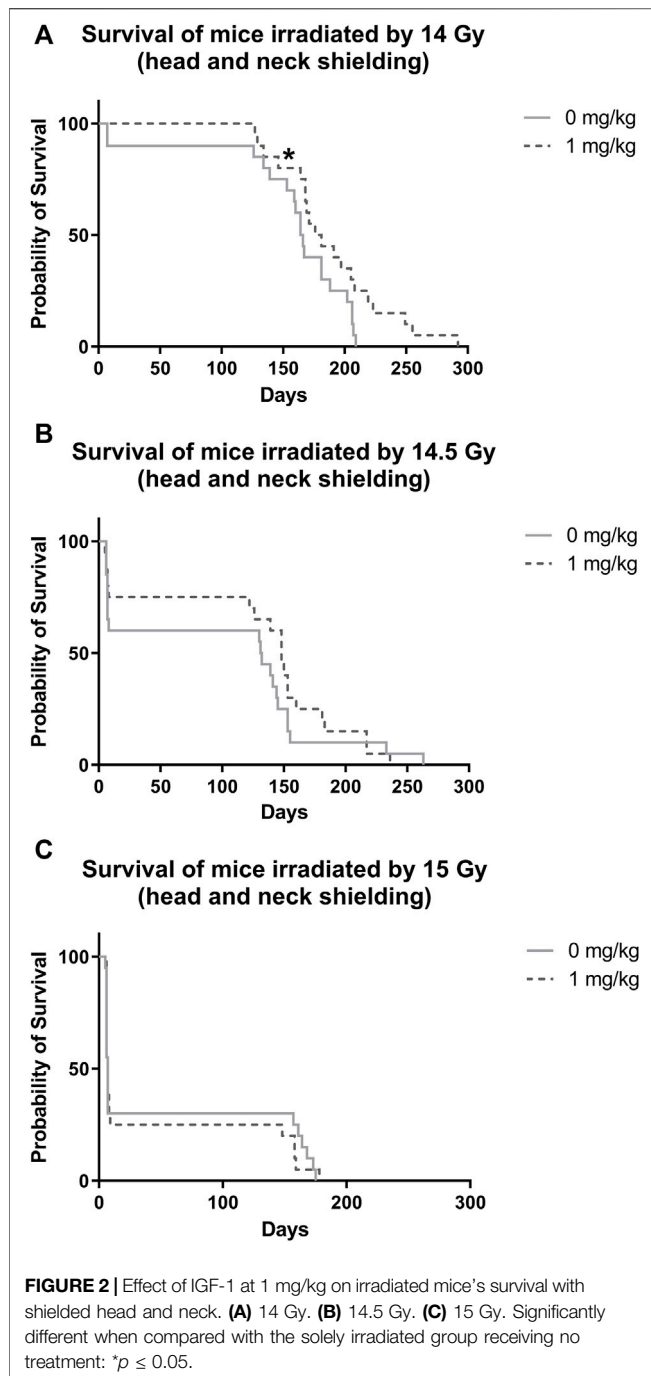 A
Survival of mice irradiated by 14 Gy
(head and neck shielding)
0 mg/kg
1 mg/kg
Probability of Survival
100
50
0
*
0 50 100 150 200 250 300
Days
B
Survival of mice irradiated by 14.5 Gy
(head and neck shielding)
0 mg/kg
1 mg/kg
Probability of Survival
100
50
0
0 50 100 150 200 250 300
Days
C
Survival of mice irradiated by 15 Gy
(head and neck shielding)
0 mg/kg
1 mg/kg
Probability of Survival
100
50
0
0 100 200 300
Days
FIGURE 2 | Effect of IGF-1 at 1 mg/kg on irradiated mice's survival with
shielded head and neck. (A) 14 Gy. (B) 14.5 Gy. (C) 15 Gy. Significantly
different when compared with the solely irradiated group receiving no
treatment: *p ≤ 0.05.